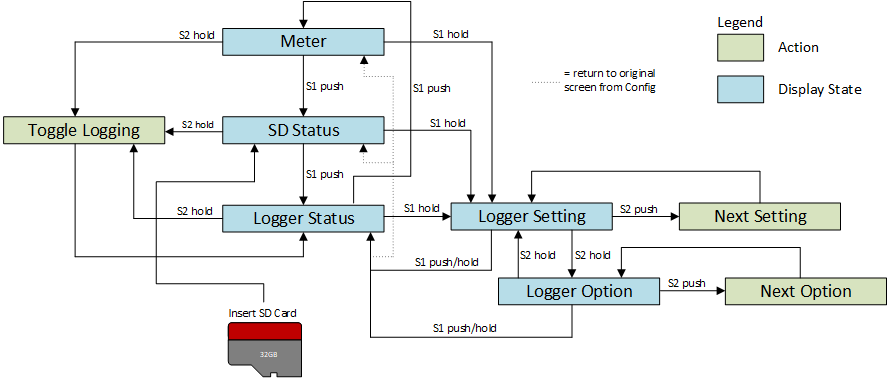 Legend
Action
Display State
= return to original
screen from Config
S2 hold
Meter
S1 hold
S1 push
S1 push
Toggle Logging
S2 hold
SD Status
S1 hold
S1 push
S2 hold
Logger Status
S1 hold
Logger Setting
S2 push
Next Setting
S1 push/hold
S2 hold
S2 hold
Logger Option
S2 push
Next Option
S1 push/hold
Insert SD Card
32GB